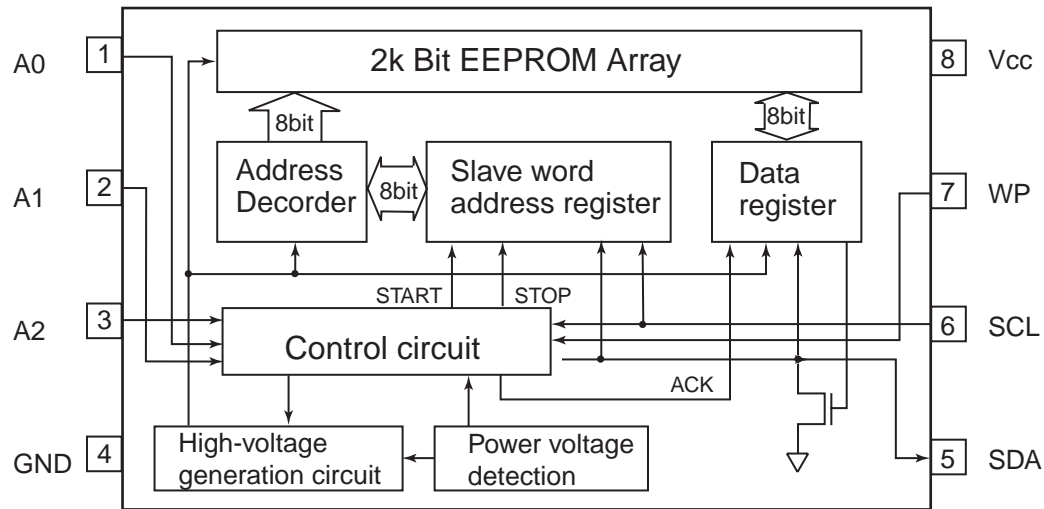 A0
1
2k Bit EEPROM Array
8
Vcc
8bit
8bit
A1
2
Address
Decorder
8bit
Slave word
address register
Data
register
7
WP
START
STOP
A2
3
Control circuit
6
SCL
ACK
GND
4
High-voltage
generation circuit
Power voltage
detection
5
SDA